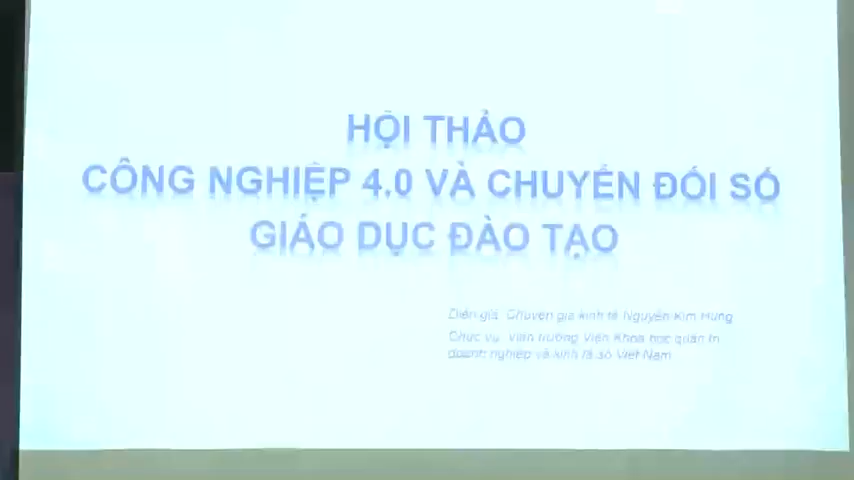 HỘI THẢO
CÔNG NGHIỆP 4.0 VÀ CHUYỂN ĐỔI SỐ
GIÁO DỤC ĐÀO TẠO
Diễn giả: Chuyên gia kinh tế Nguyễn Kim Hùng
Chức vụ: Viện trưởng Viện Khoa học quản trị
doanh nghiệp và kinh tế số Việt Nam